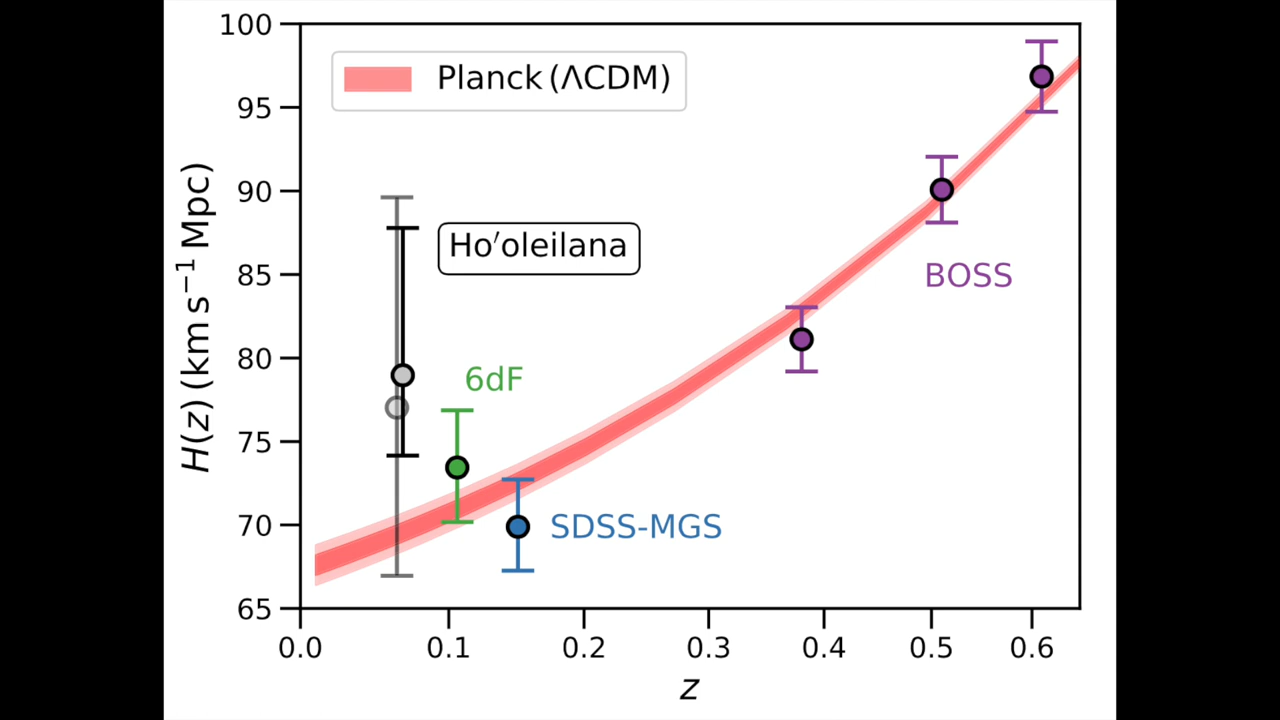 100
Planck (ΛCDM)
95
90
Ho′oleilana
85
BOSS
80
6dF
75
70
SDSS-MGS
65
H(z) (km s⁻¹ Mpc)
0.0 0.1 0.2 0.3 0.4 0.5 0.6
z